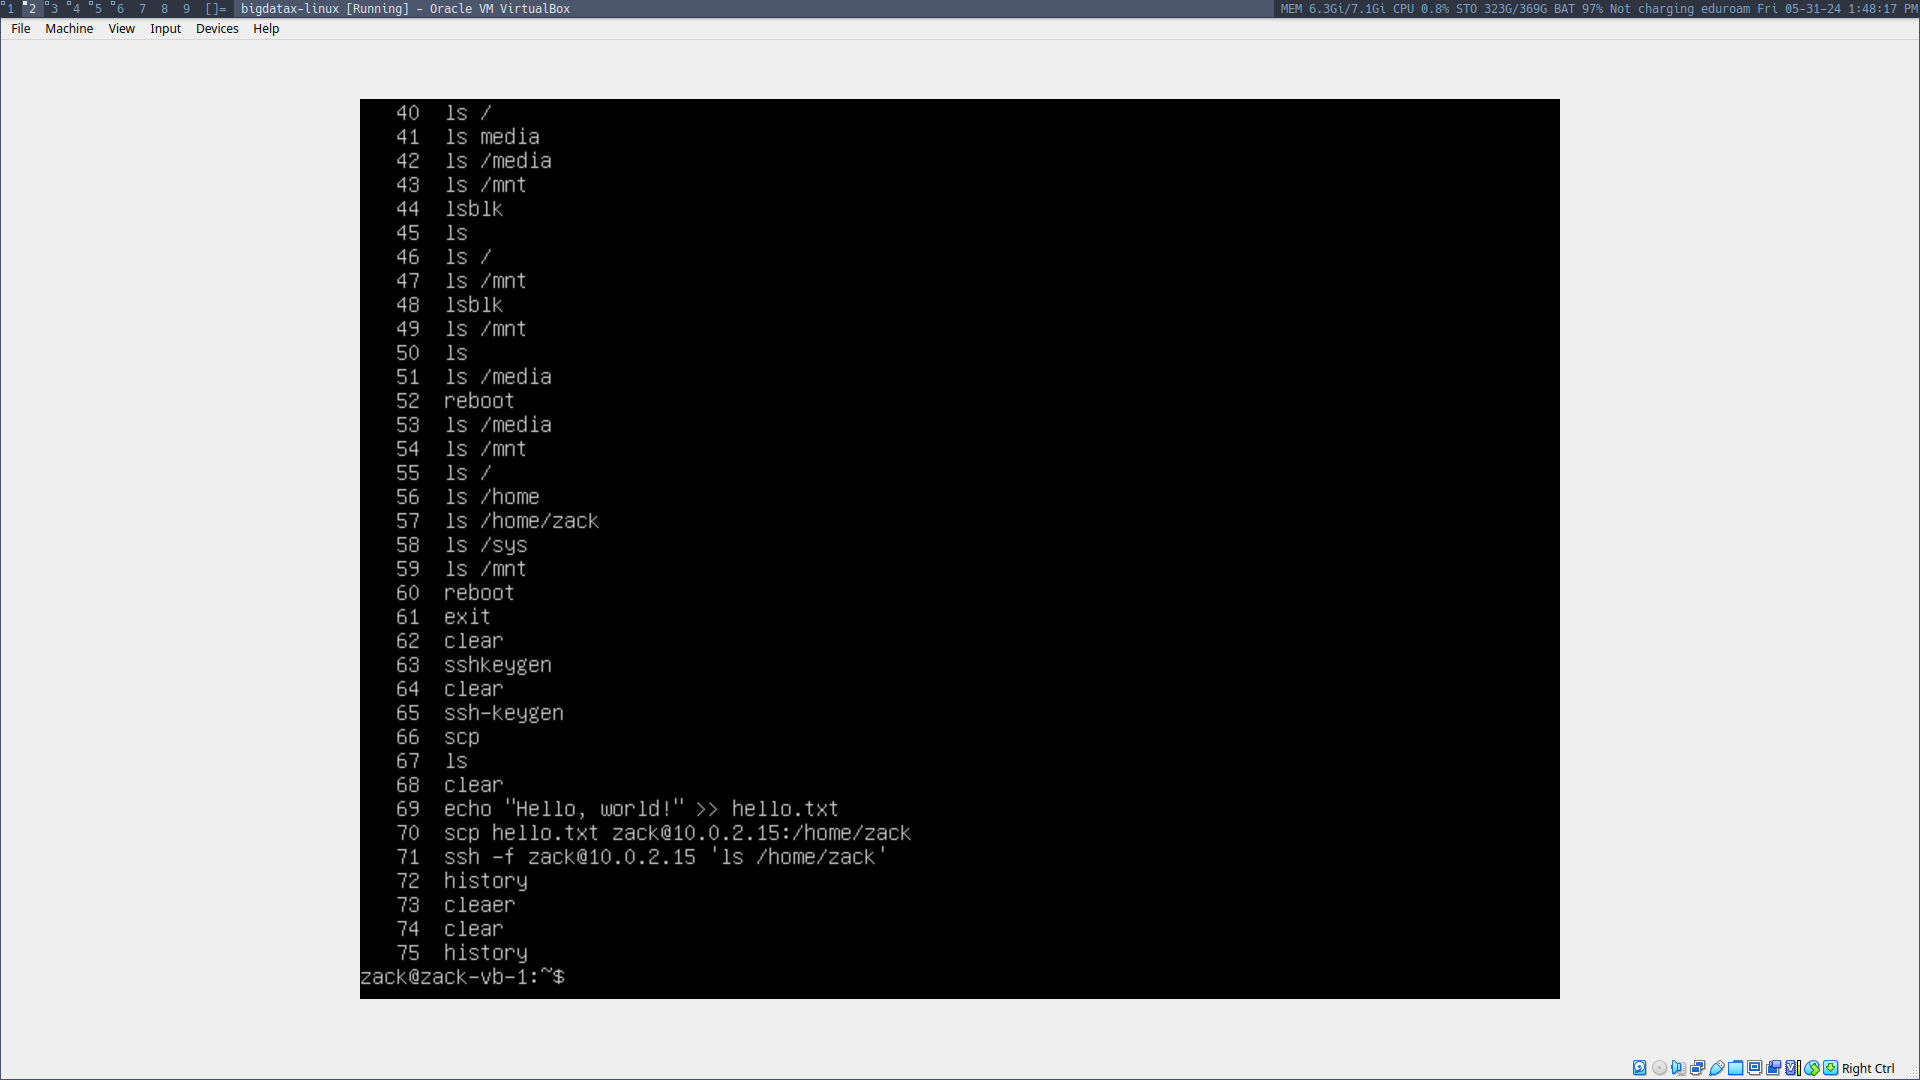 1 2 3 4 5 6 7 8 9 []= bigdatax-linux [Running] - Oracle VM VirtualBox MEM 6.3Gi/7.1Gi CPU 0.8% STO 323G/369G BAT 97% Not charging eduroam Fri 05-31-24 1:48:17 PM
File Machine View Input Devices Help
40 ls /
41 ls media
42 ls /media
43 ls /mnt
44 lsblk
45 ls
46 ls /
47 ls /mnt
48 lsblk
49 ls /mnt
50 ls
51 ls /media
52 reboot
53 ls /media
54 ls /mnt
55 ls /
56 ls /home
57 ls /home/zack
58 ls /sys
59 ls /mnt
60 reboot
61 exit
62 clear
63 sshkeygen
64 clear
65 ssh-keygen
66 scp
67 ls
68 clear
69 echo "Hello, world!" >> hello.txt
70 scp hello.txt zack@10.0.2.15:/home/zack
71 ssh -f zack@10.0.2.15 'ls /home/zack'
72 history
73 cleaer
74 clear
75 history
zack@zack-vb-1:~$
Right Ctrl